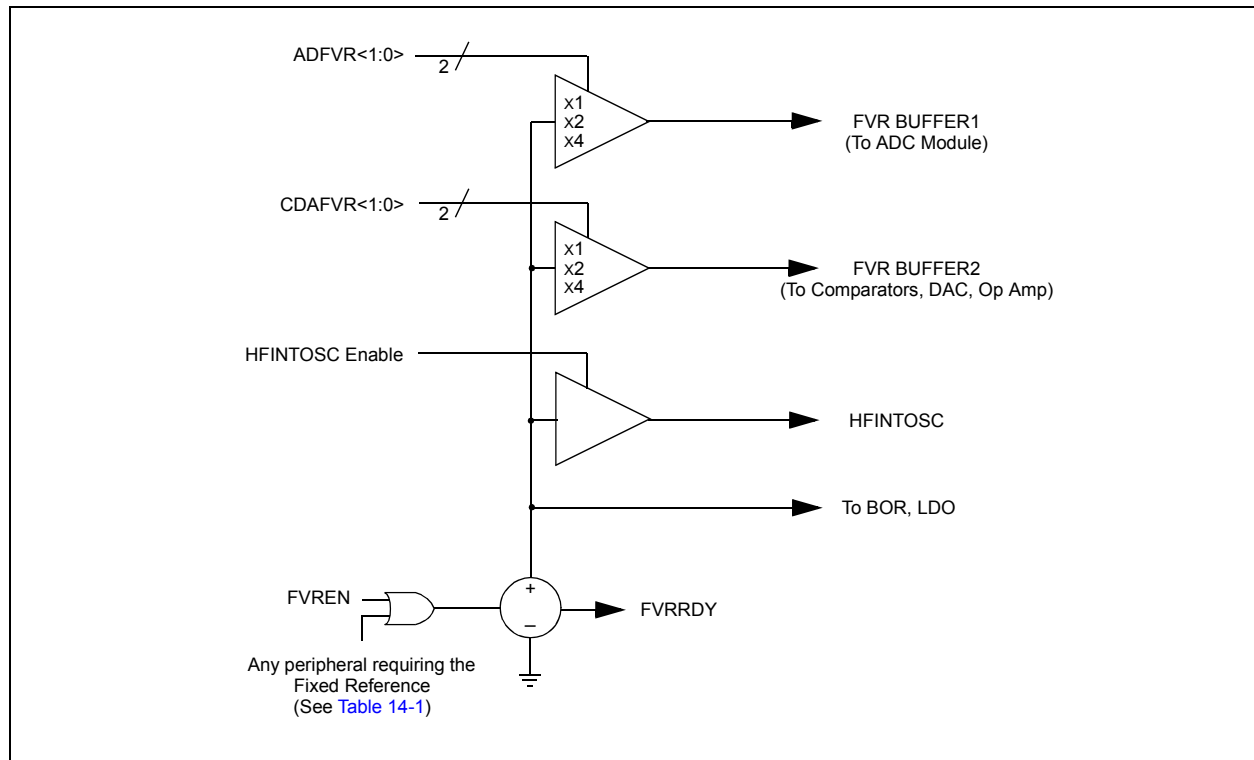 ADFVR<1:0>
2
x1
x2
x4
FVR BUFFER1
(To ADC Module)
CDAFVR<1:0>
2
x1
x2
x4
FVR BUFFER2
(To Comparators, DAC, Op Amp)
HFINTOSC Enable
HFINTOSC
To BOR, LDO
FVREN
+
_
FVRRDY
Any peripheral requiring the
Fixed Reference
(See Table 14-1)